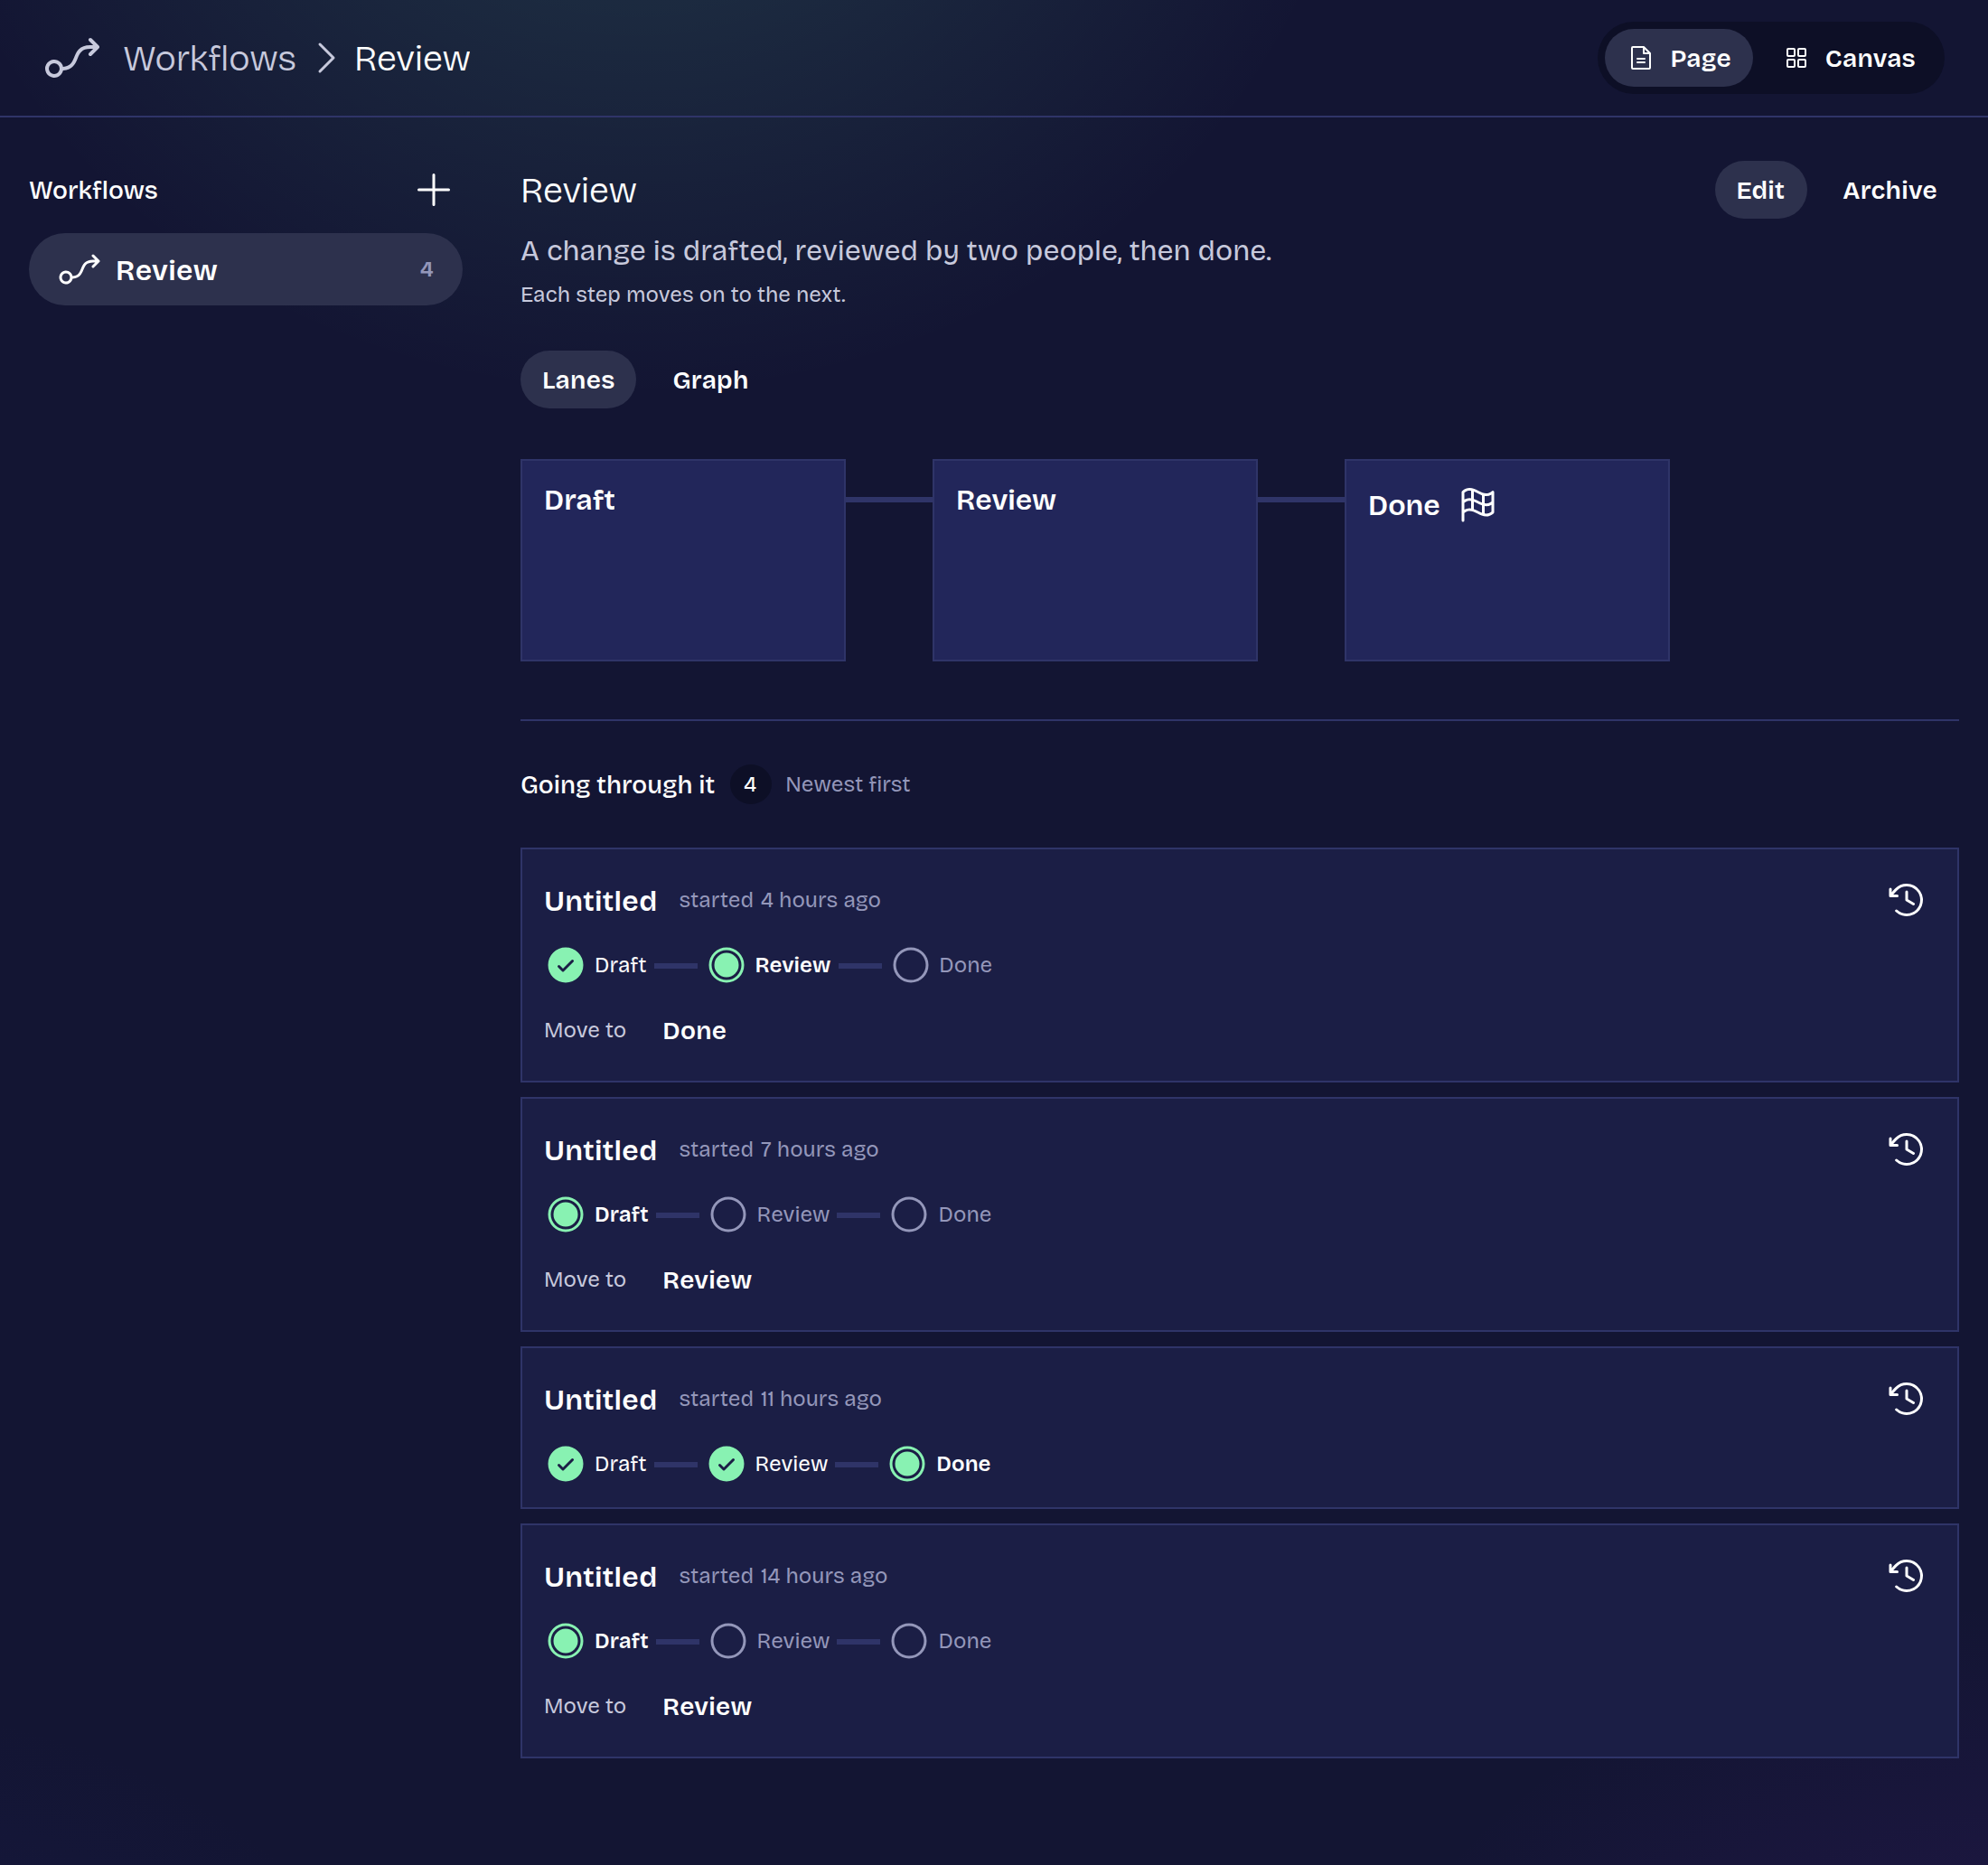 Workflows > Review
Page
Canvas
Workflows
Review 4
Review
Edit
Archive
A change is drafted, reviewed by two people, then done.
Each step moves on to the next.
Lanes
Graph
Draft
Review
Done
Going through it 4 Newest first
Untitled started 4 hours ago
Draft Review Done
Move to Done
Untitled started 7 hours ago
Draft Review Done
Move to Review
Untitled started 11 hours ago
Draft Review Done
Untitled started 14 hours ago
Draft Review Done
Move to Review